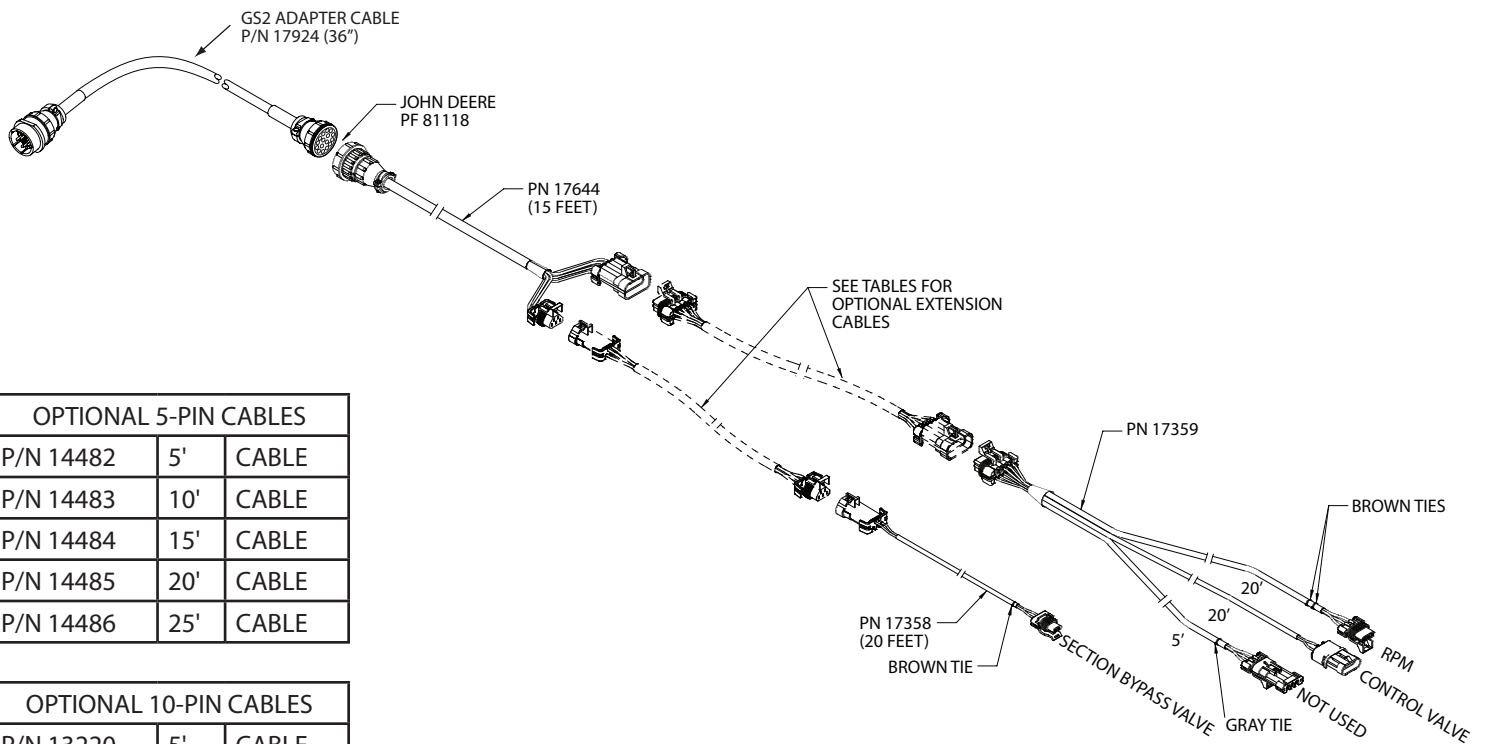 GS2 ADAPTER CABLE
P/N 17924 (36”)
JOHN DEERE
PF 81118
PN 17644
(15 FEET)
SEE TABLES FOR
OPTIONAL EXTENSION
CABLES
PN 17359
BROWN TIES
20'
20'
5'
PN 17358
(20 FEET)
BROWN TIE
SECTION BYPASS VALVE
GRAY TIE
NOT USED
CONTROL VALVE
RPM
OPTIONAL 5-PIN CABLES
P/N 14482 5' CABLE
P/N 14483 10' CABLE
P/N 14484 15' CABLE
P/N 14485 20' CABLE
P/N 14486 25' CABLE
OPTIONAL 10-PIN CABLES
P/N 13220 5' CABLE